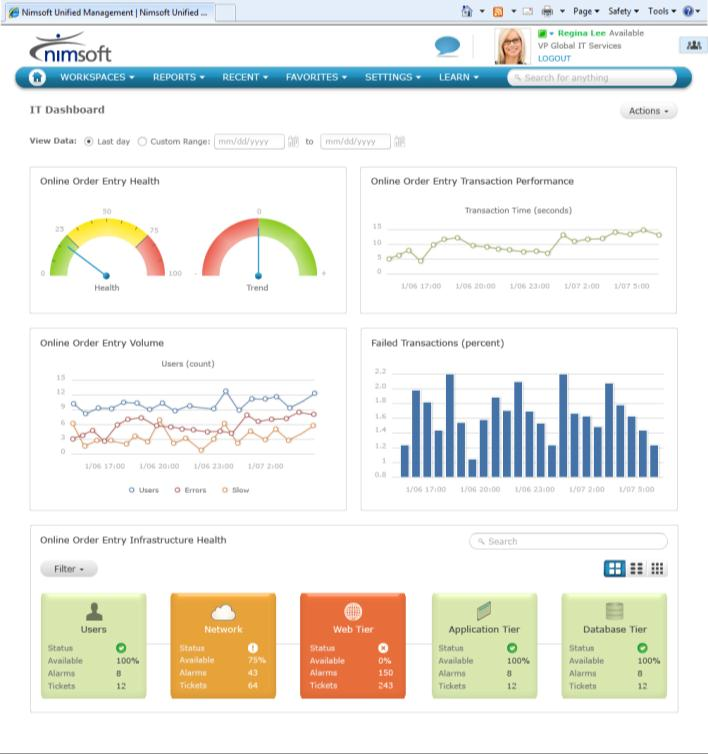 Nimsoft Unified Management | Nimsoft Unified ...
Page Safety Tools
nimsoft
Regina Lee Available
VP Global IT Services
LOGOUT
WORKSPACES REPORTS RECENT FAVORITES SETTINGS LEARN Search for anything
IT Dashboard
Actions
View Data: Last day Custom Range: mm/dd/yyyy to mm/dd/yyyy
Online Order Entry Health
50
25 75
0 100
Health
0
- +
Trend
Online Order Entry Transaction Performance
Transaction Time (seconds)
15
10
5
0
1/06 17:00 1/06 20:00 1/06 23:00 1/07 2:00 1/07 5:00
Online Order Entry Volume
Users (count)
15
12
9
6
3
0
1/06 17:00 1/06 20:00 1/06 23:00 1/07 2:00
Users Errors Slow
Failed Transactions (percent)
2.2
2.0
1.8
1.6
1.4
1.2
1
0.8
1/06 17:00 1/06 20:00 1/06 23:00 1/07 2:00 1/07 5:00
Online Order Entry Infrastructure Health
Search
Filter
Users
Status
Available 100%
Alarms 8
Tickets 12
Network
Status
Available 75%
Alarms 43
Tickets 64
Web Tier
Status
Available 0%
Alarms 150
Tickets 243
Application Tier
Status
Available 100%
Alarms 8
Tickets 12
Database Tier
Status
Available 100%
Alarms 8
Tickets 12